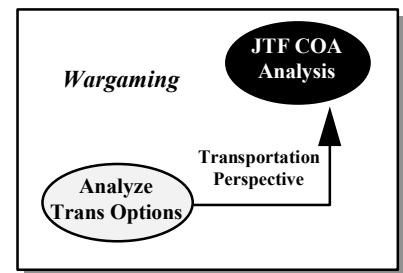 JTF COA
Analysis
Wargaming
Transportation
Perspective
Analyze
Trans Options